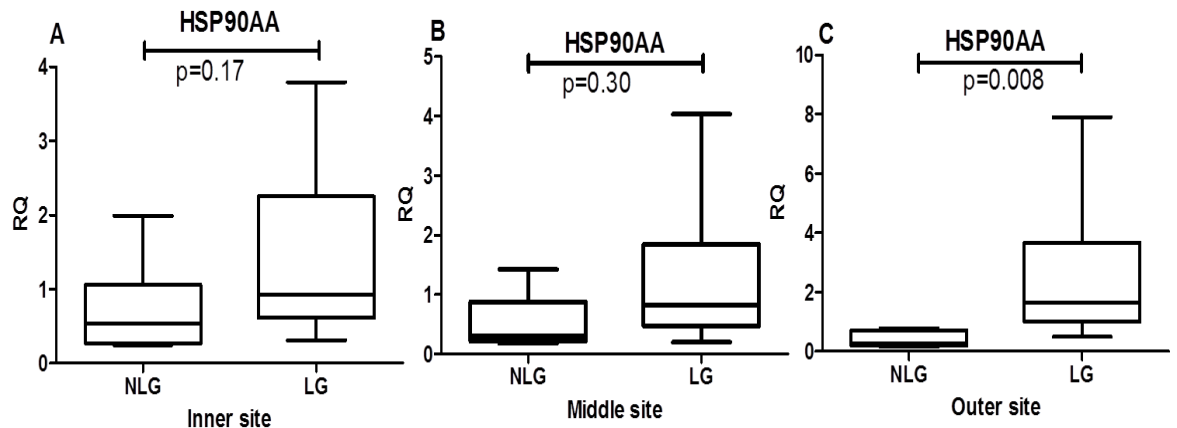 A
HSP90AA
p=0.17
4
3
2
1
0
RQ
NLG
LG
Inner site
B
HSP90AA
p=0.30
5
4
3
2
1
0
RQ
NLG
LG
Middle site
C
HSP90AA
p=0.008
10
8
6
4
2
0
RQ
NLG
LG
Outer site